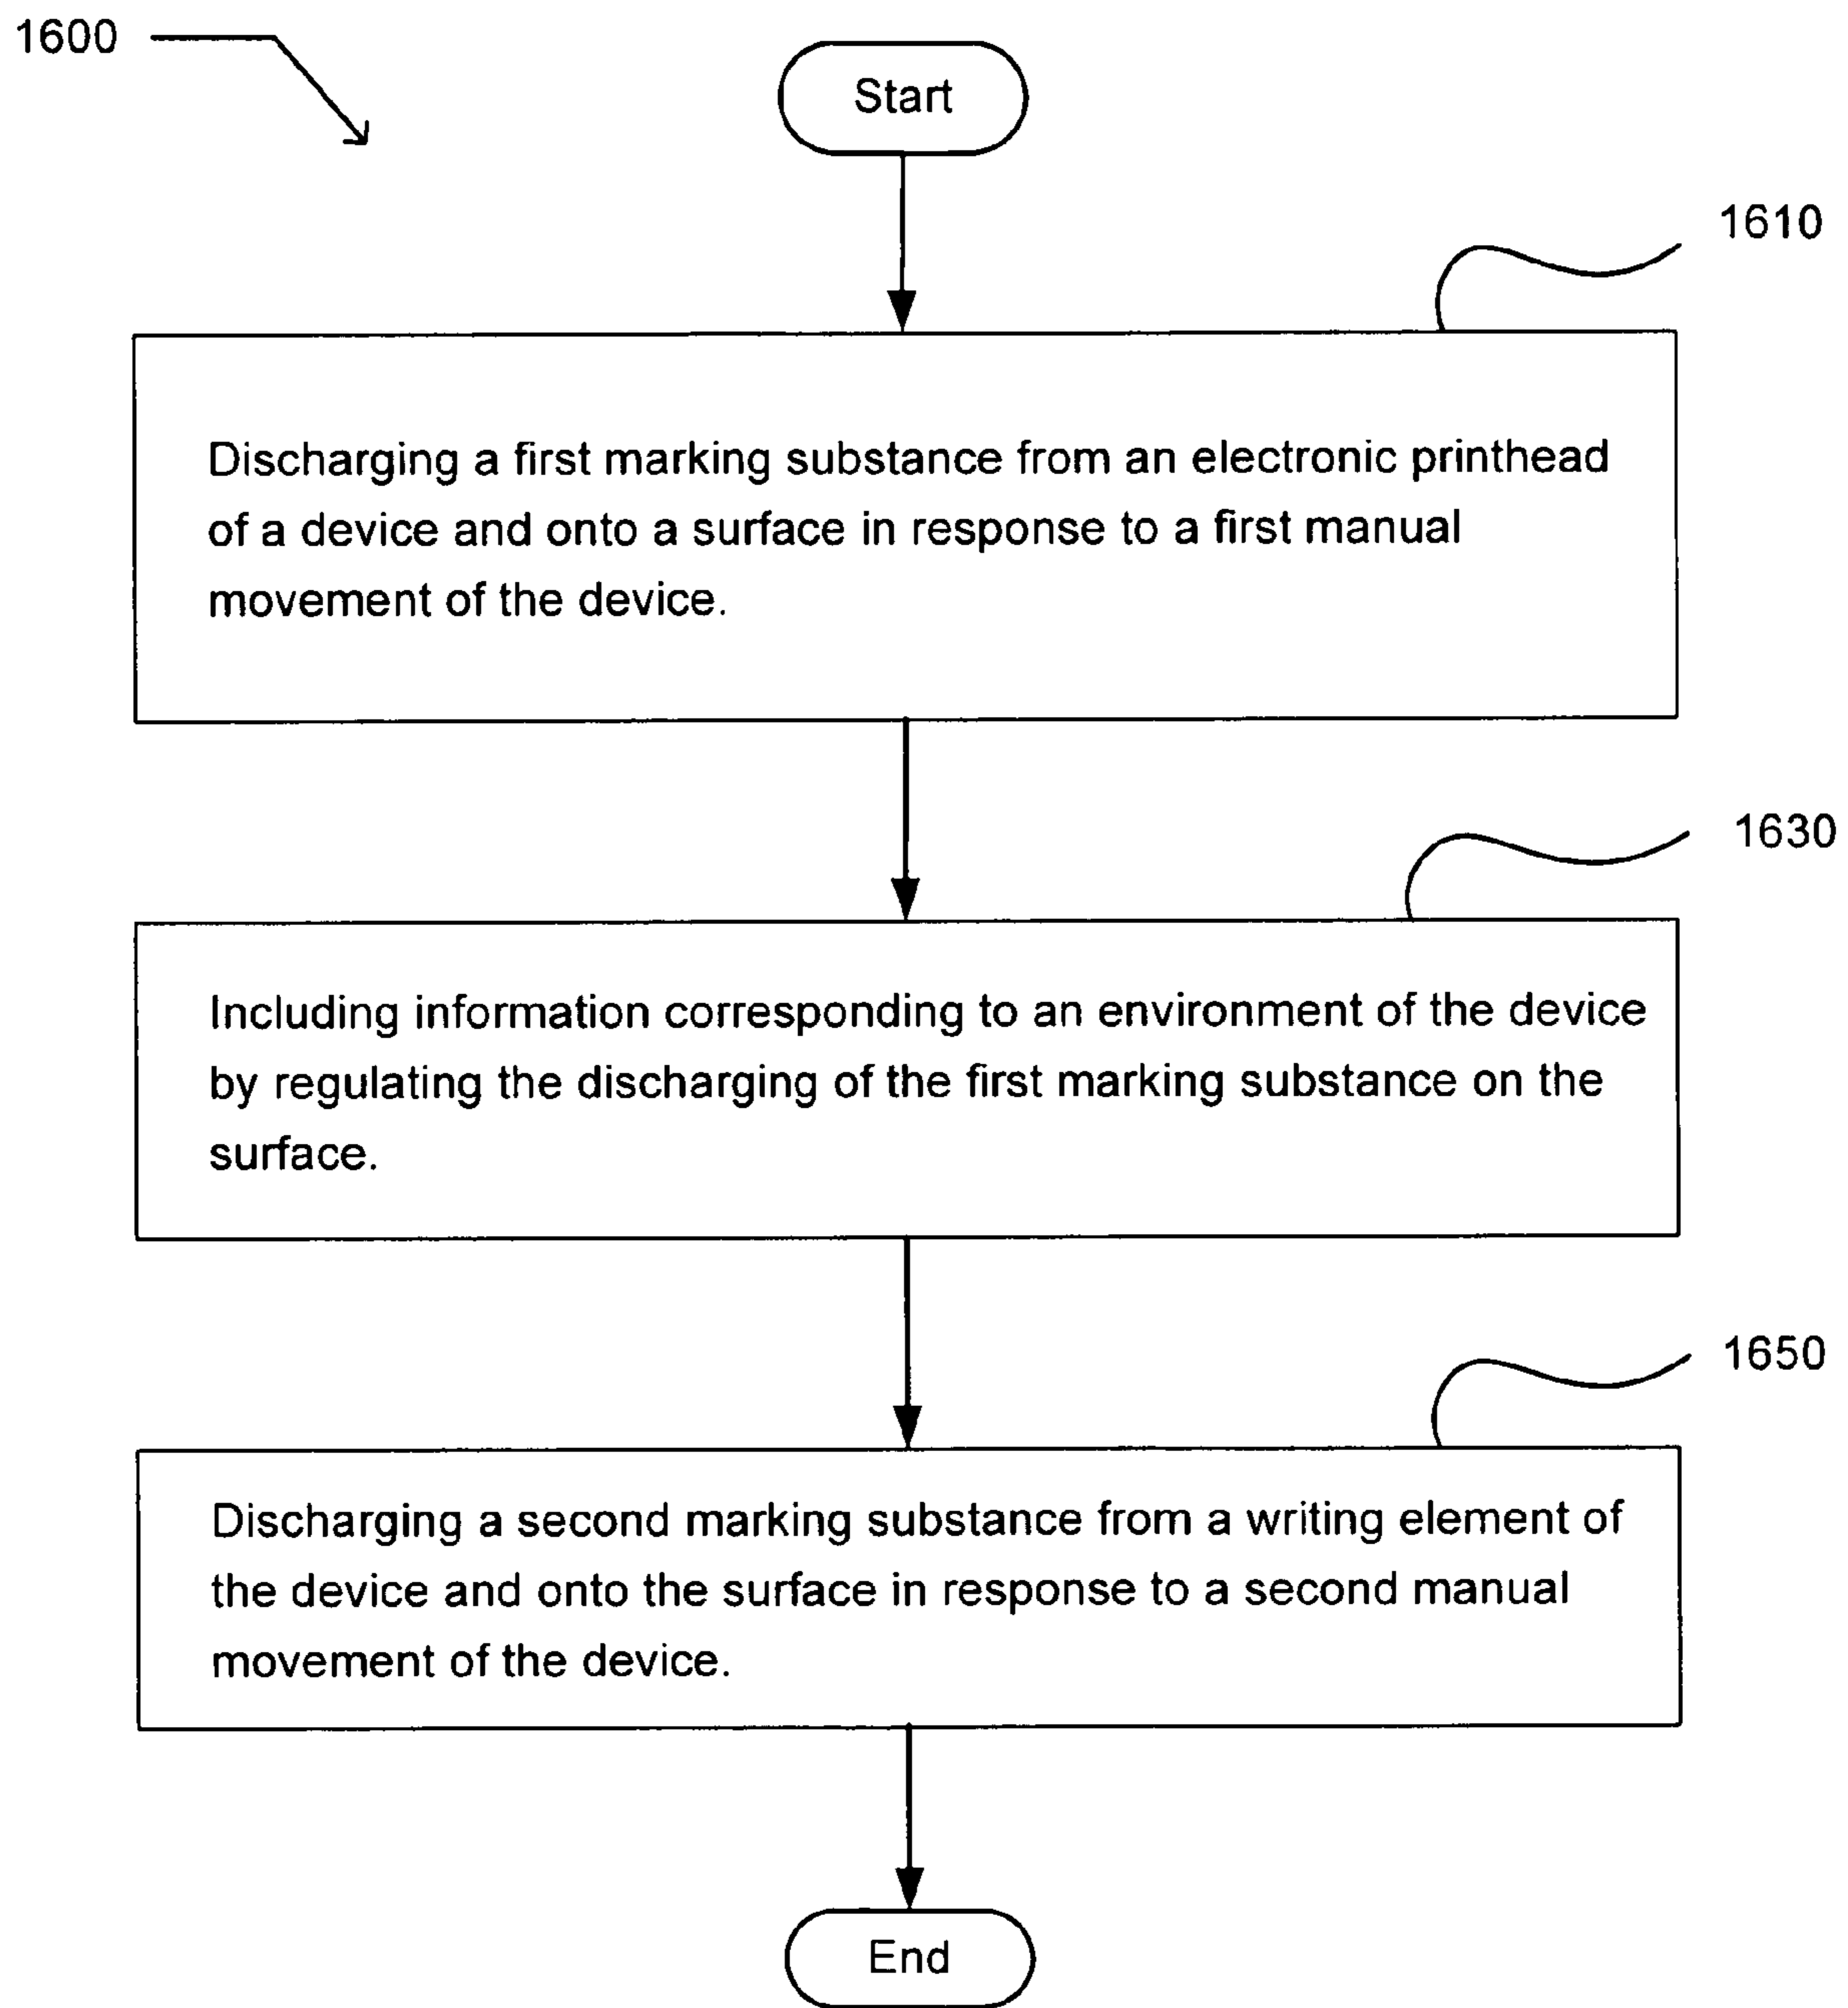 1600
Start
1610
Discharging a first marking substance from an electronic printhead
of a device and onto a surface in response to a first manual
movement of the device.
1630
Including information corresponding to an environment of the device
by regulating the discharging of the first marking substance on the
surface.
1650
Discharging a second marking substance from a writing element of
the device and onto the surface in response to a second manual
movement of the device.
End